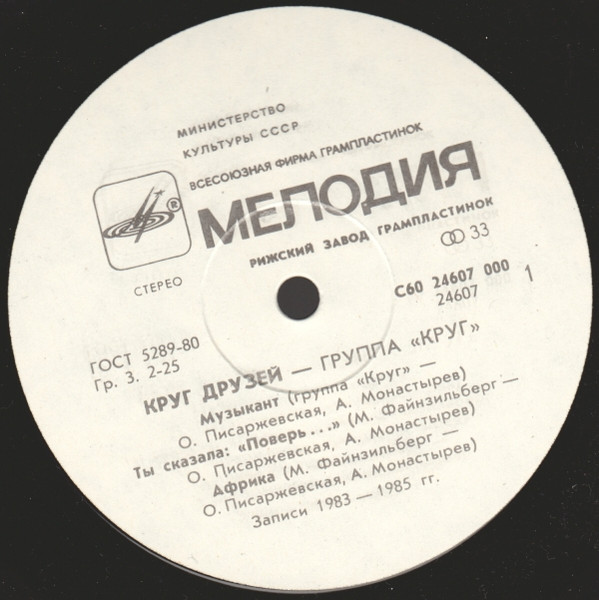 МИНИСТЕРСТВО
КУЛЬТУРЫ СССР
ВСЕСОЮЗНАЯ ФИРМА ГРАМПЛАСТИНОК
МЕЛОДИЯ
®
РИЖСКИЙ ЗАВОД ГРАМПЛАСТИНОК
СТЕРЕО
33
ГОСТ 5289-80
Гр. 3. 2-25
С60 24607 000
24607
1
КРУГ ДРУЗЕЙ — ГРУППА «КРУГ»
Музыкант (группа «Круг» —
О. Писаржевская, А. Монастырев)
Ты сказала: «Поверь...» (М. Файнзильберг —
О. Писаржевская, А. Монастырев)
Африка (М. Файнзильберг —
О. Писаржевская, А. Монастырев)
Записи 1983 — 1985 гг.